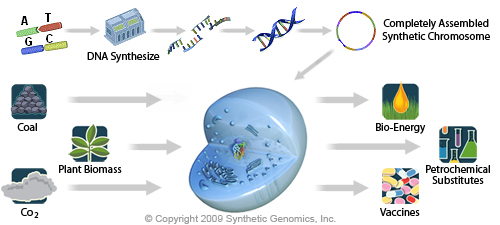 A T
G C
DNA Synthesize
Completely Assembled
Synthetic Chromosome
Coal
Bio-Energy
Plant Biomass
Petrochemical
Substitutes
Co2
Vaccines
© Copyright 2009 Synthetic Genomics, Inc.